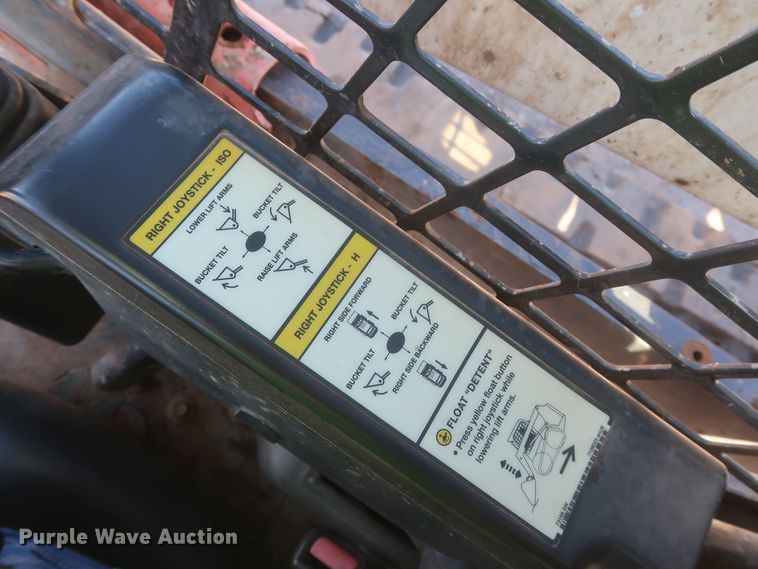 RIGHT JOYSTICK - ISO
LOWER LIFT ARMS
BUCKET TILT
BUCKET TILT
RAISE LIFT ARMS
RIGHT JOYSTICK - H
RIGHT SIDE FORWARD
BUCKET TILT
BUCKET TILT
RIGHT SIDE BACKWARD
FLOAT "DETENT"
• Press yellow float button
on right joystick while
lowering lift arms.
Purple Wave Auction